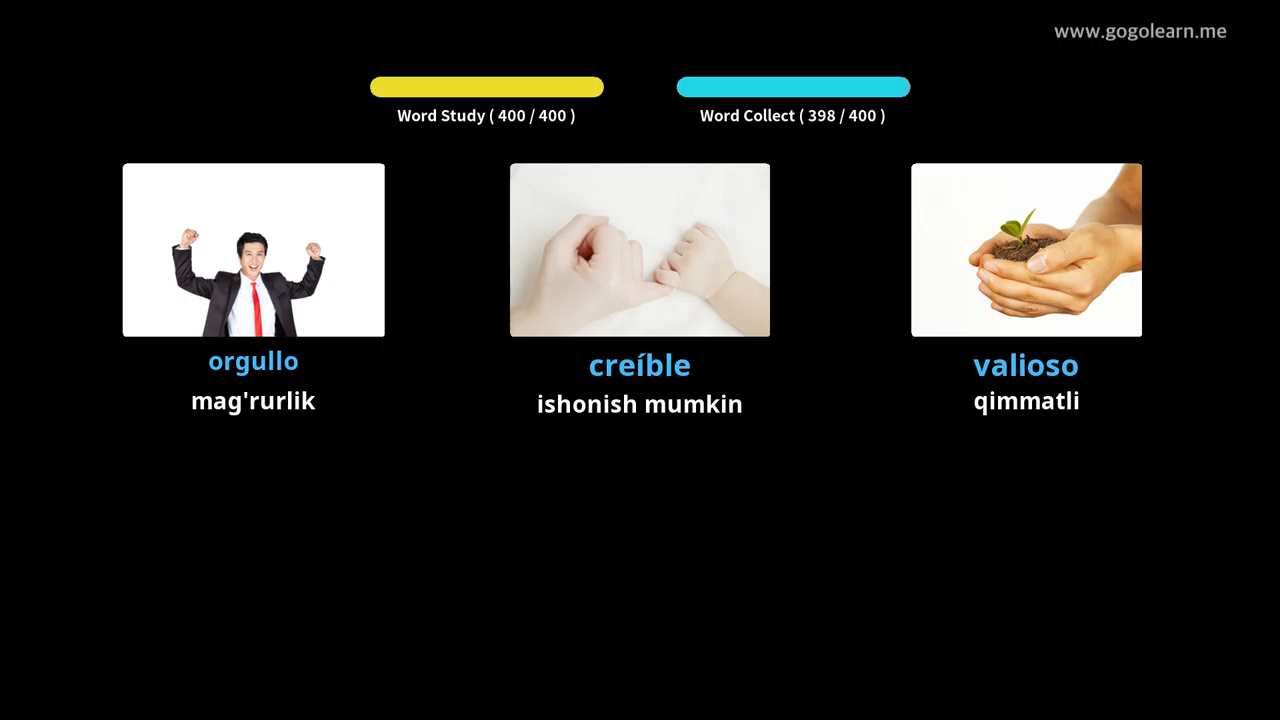 www.gogolearn.me
Word Study ( 400 / 400 )
Word Collect ( 398 / 400 )
orgullo
mag'rurlik
creíble
ishonish mumkin
valioso
qimmatli